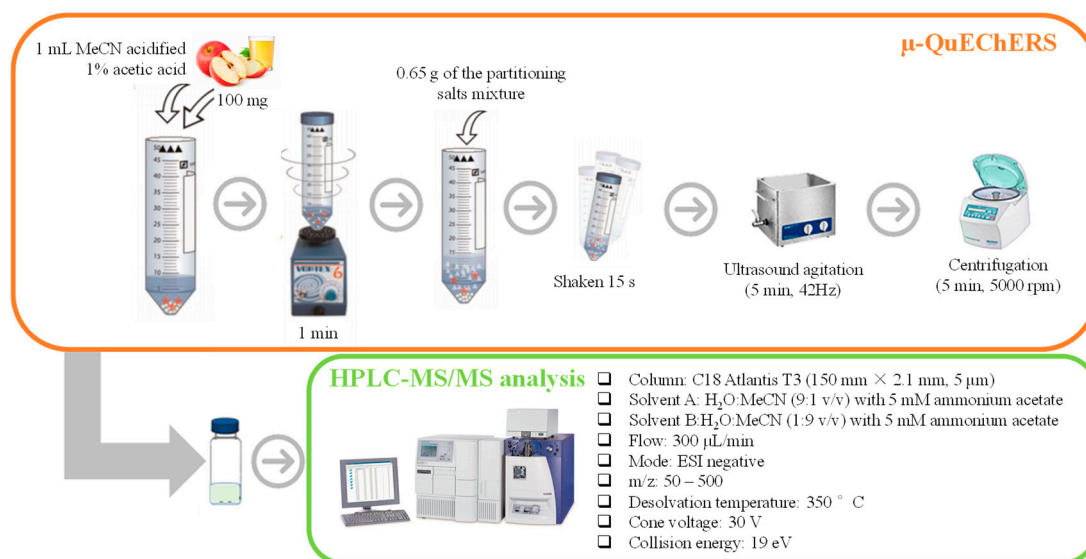 μ-QuEChERS
1 mL MeCN acidified
1% acetic acid
100 mg
0.65 g of the partitioning
salts mixture
VORTEX
6
1 min
Shaken 15 s
Ultrasound agitation
(5 min, 42Hz)
Centrifugation
(5 min, 5000 rpm)
HPLC-MS/MS analysis
❑ Column: C18 Atlantis T3 (150 mm × 2.1 mm, 5 μm)
❑ Solvent A: H₂O:MeCN (9:1 v/v) with 5 mM ammonium acetate
❑ Solvent B:H₂O:MeCN (1:9 v/v) with 5 mM ammonium acetate
❑ Flow: 300 μL/min
❑ Mode: ESI negative
❑ m/z: 50 – 500
❑ Desolvation temperature: 350 ° C
❑ Cone voltage: 30 V
❑ Collision energy: 19 eV